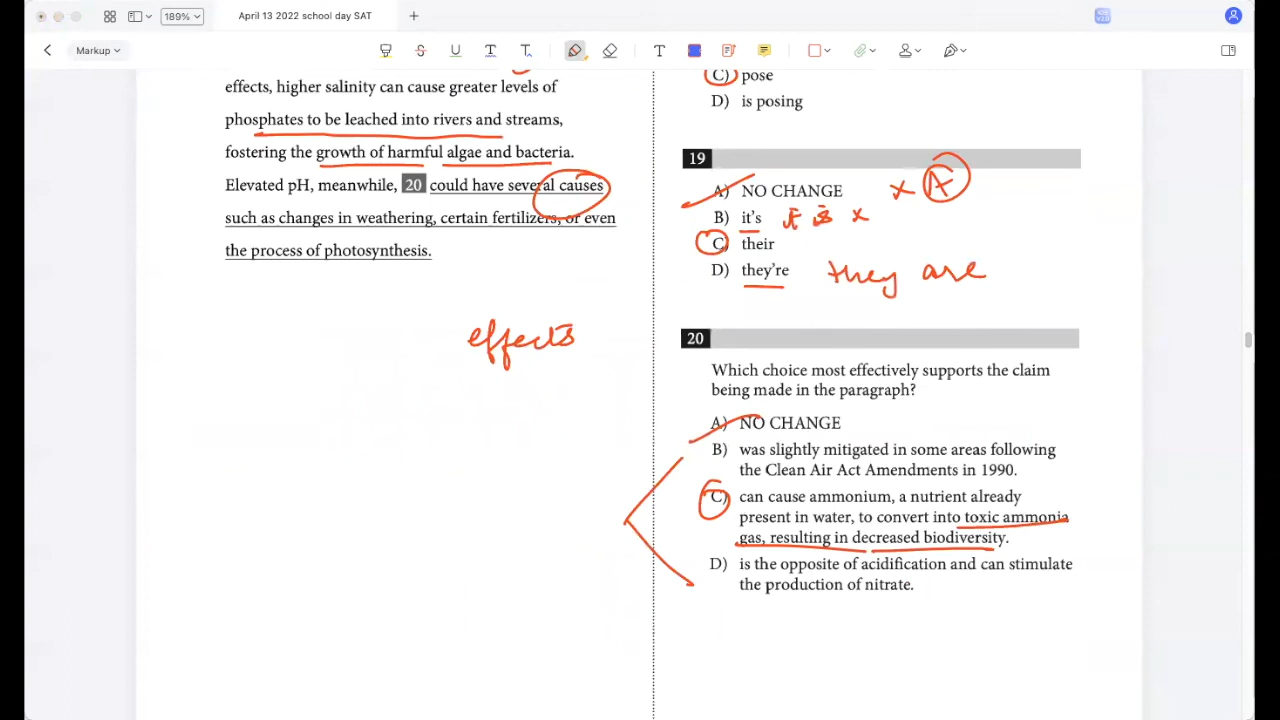 189%
April 13 2022 school day SAT
Markup
effects, higher salinity can cause greater levels of
phosphates to be leached into rivers and streams,
fostering the growth of harmful algae and bacteria.
Elevated pH, meanwhile, 20 could have several causes
such as changes in weathering, certain fertilizers, or even
the process of photosynthesis.
effects
C) pose
D) is posing
19
A) NO CHANGE x A
B) it's it is x
C) their
D) they're they are
20
Which choice most effectively supports the claim
being made in the paragraph?
A) NO CHANGE
B) was slightly mitigated in some areas following
the Clean Air Act Amendments in 1990.
C) can cause ammonium, a nutrient already
present in water, to convert into toxic ammonia
gas, resulting in decreased biodiversity.
D) is the opposite of acidification and can stimulate
the production of nitrate.